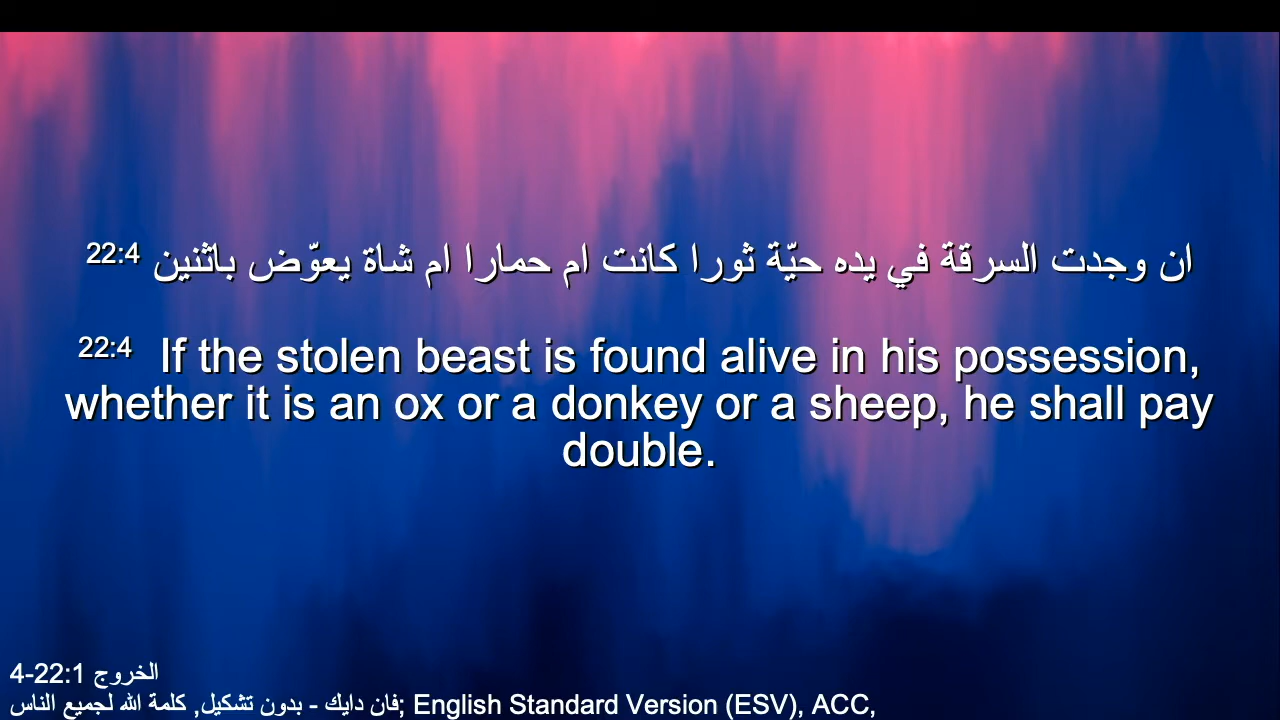 ان وجدت السرقة في يده حيّة ثورا كانت ام حمارا ام شاة يعوّض باثنين 22:4
22:4 If the stolen beast is found alive in his possession,
whether it is an ox or a donkey or a sheep, he shall pay
double.
الخروج 22:1-4
فان دايك - بدون تشكيل, كلمة الله لجميع الناس; English Standard Version (ESV), ACC,